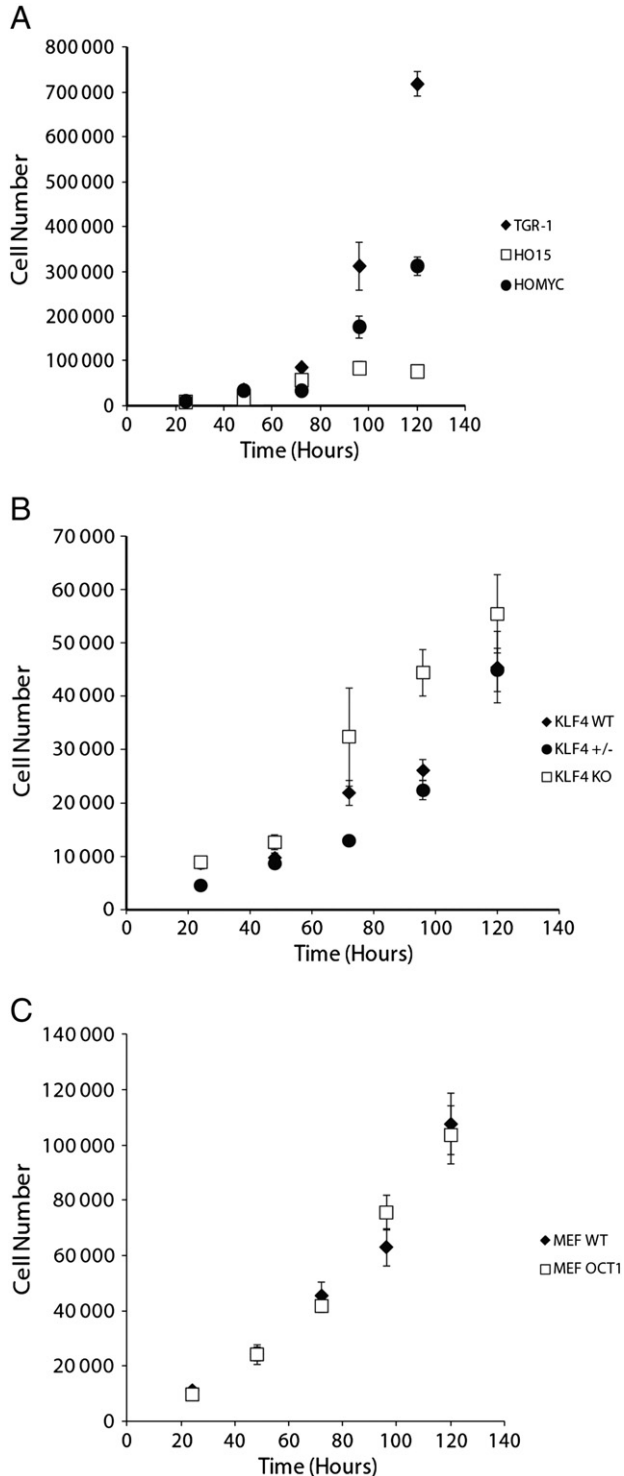 A
800 000
700 000
600 000
500 000
400 000
300 000
200 000
100 000
0
Cell Number
0 20 40 60 80 100 120 140
Time (Hours)
TGR-1
HO15
HOMYC
B
70 000
60 000
50 000
40 000
30 000
20 000
10 000
0
Cell Number
0 20 40 60 80 100 120 140
Time (Hours)
KLF4 WT
KLF4 +/-
KLF4 KO
C
140 000
120 000
100 000
80 000
60 000
40 000
20 000
0
Cell Number
0 20 40 60 80 100 120 140
Time (Hours)
MEF WT
MEF OCT1